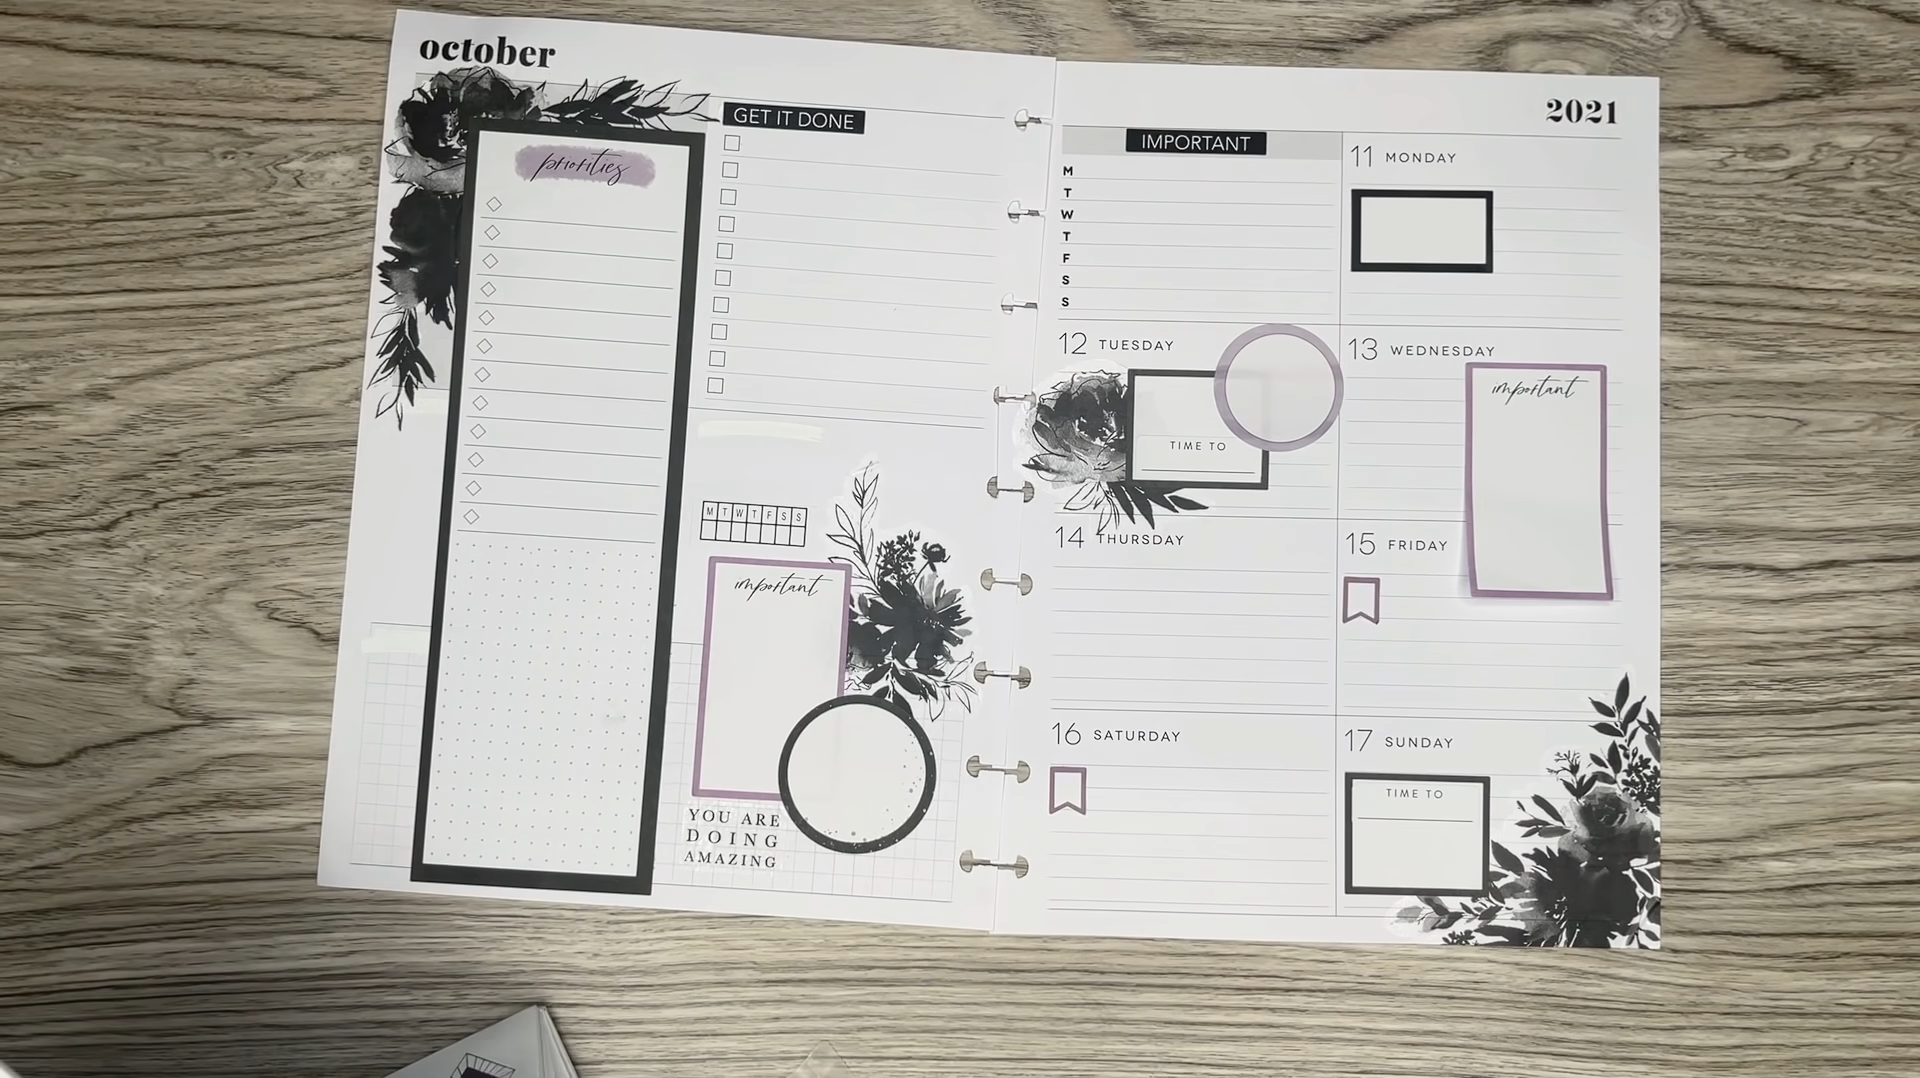 october
priorities
GET IT DONE
M T W T F S S
important
YOU ARE
DOING
AMAZING
2021
IMPORTANT
M
T
W
T
F
S
S
11 MONDAY
12 TUESDAY
TIME TO
13 WEDNESDAY
important
14 THURSDAY
15 FRIDAY
16 SATURDAY
17 SUNDAY
TIME TO